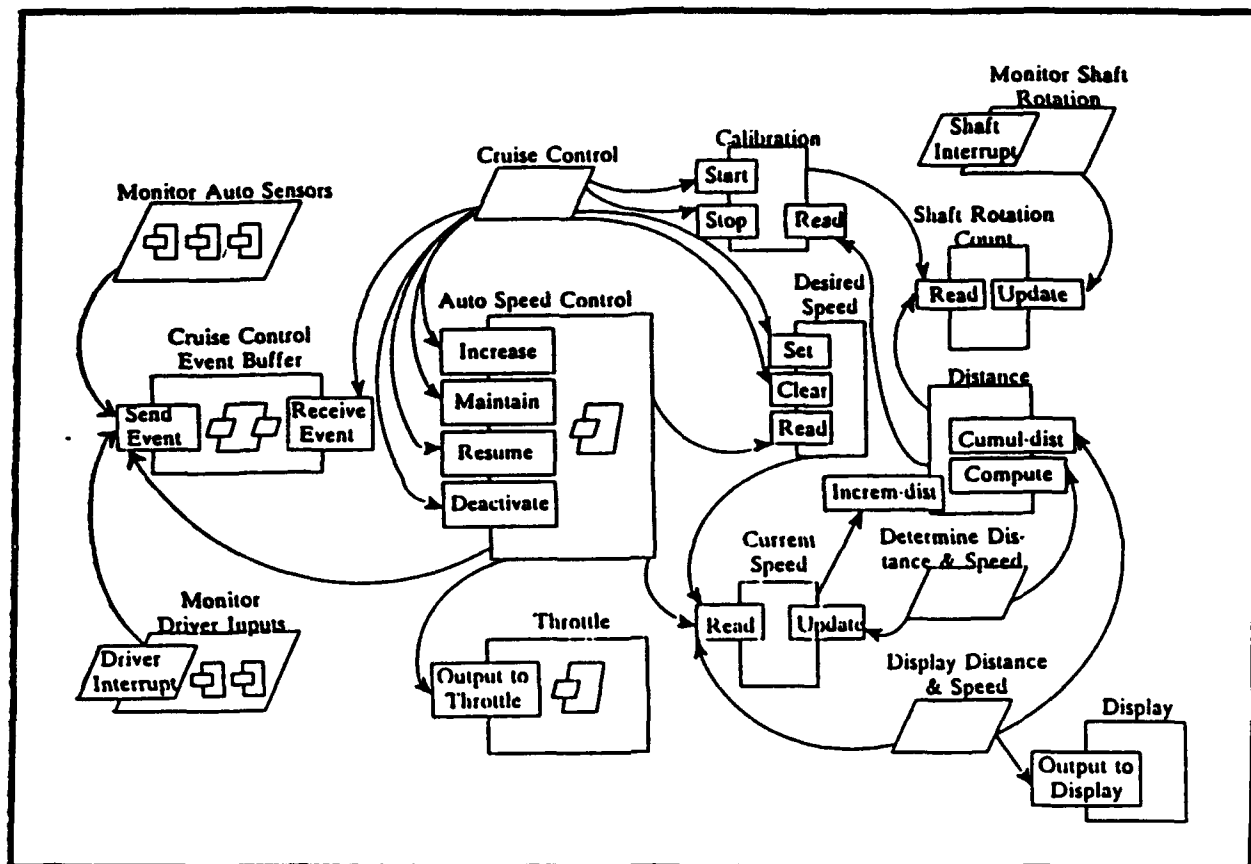 Monitor Auto Sensors
Cruise Control
Event Buffer
Send
Event
Receive
Event
Monitor
Driver Inputs
Driver
Interrupt
Cruise Control
Auto Speed Control
Increase
Maintain
Resume
Deactivate
Throttle
Output to
Throttle
Calibration
Start
Stop
Read
Desired
Speed
Set
Clear
Read
Current
Speed
Read
Update
Monitor Shaft
Rotation
Shaft
Interrupt
Shaft Rotation
Count
Read
Update
Distance
Cumul-dist
Compute
Increm-dist
Determine Dis-
tance & Speed
Display Distance
& Speed
Display
Output to
Display